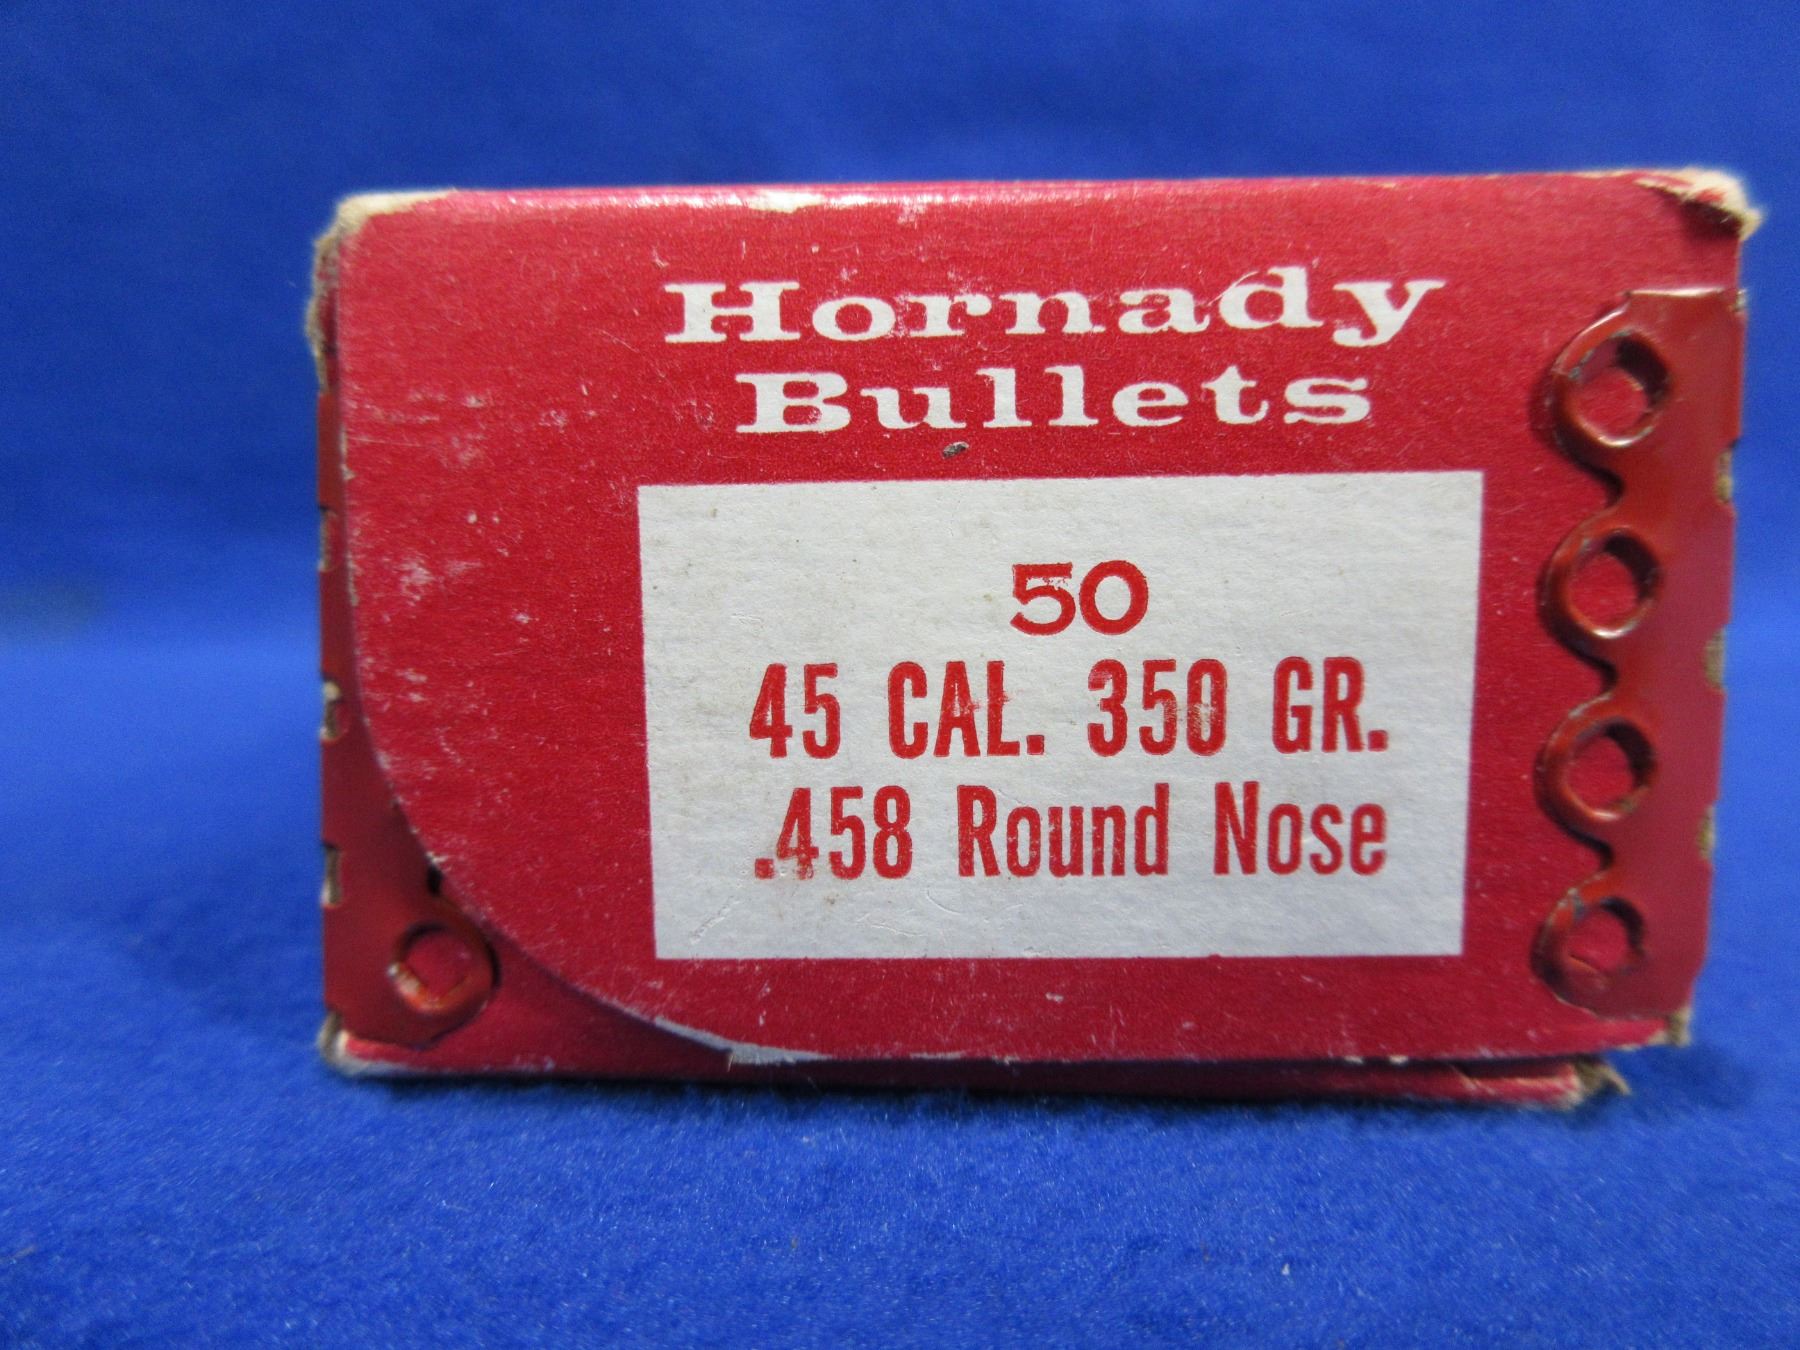 Hornady
Bullets
50
45 CAL. 350 GR.
.458 Round Nose